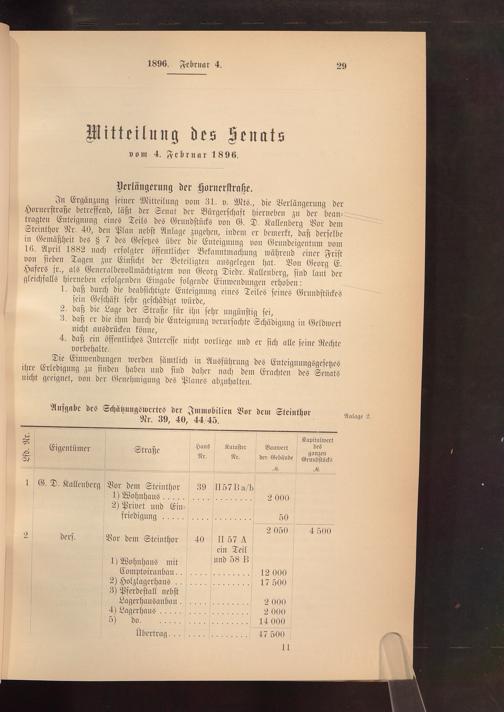 1896. Februar 4.
29
Mitteilung des Senats
vom 4. Februar 1896.
Verlängerung der Hornerstraße.
In Ergänzung seiner Mitteilung vom 31. v. Mts., die Verlängerung der
Hornerstraße betreffend, läßt der Senat der Bürgerschaft hierneben zu der bean-
tragten Enteignung eines Teils des Grundstücks von G. D. Kallenberg Vor dem
Steinthor Nr. 40, den Plan nebst Anlage zugehen, indem er bemerkt, daß derselbe
in Gemäßheit des § 7 des Gesetzes über die Enteignung von Grundeigentum vom
16. April 1882 nach erfolgter öffentlicher Bekanntmachung während einer Frist
von sieben Tagen zur Einsicht der Beteiligten ausgelegen hat. Von Georg E.
Hafers jr., als Generalbevollmächtigtem von Georg Diedr. Kallenberg, sind laut der
gleichfalls hierneben erfolgenden Eingabe folgende Einwendungen erhoben:
1. daß durch die beabsichtigte Enteignung eines Teiles seines Grundstückes
sein Geschäft sehr geschädigt würde,
2. daß die Lage der Straße für ihn sehr ungünstig sei,
3. daß er die ihm durch die Enteignung verursachte Schädigung in Geldwert
nicht ausdrücken könne,
4. daß ein öffentliches Interesse nicht vorliege und er sich alle seine Rechte
vorbehalte.
Die Einwendungen werden sämtlich in Ausführung des Enteignungsgesetzes
ihre Erledigung zu finden haben und sind daher nach dem Erachten des Senats
nicht geeignet, von der Genehmigung des Planes abzuhalten.
Aufgabe des Schätzungswertes der Immobilien Vor dem Steinthor
Nr. 39, 40, 44/45.
Anlage 2.
Lfd. Nr. Eigentümer Straße Haus Nr. Kataster Nr. Bauwert der Gebäude ℳ Kapitalwert des ganzen Grundstücks ℳ
1 G. D. Kallenberg Vor dem Steinthor 39 II 57 B a/b
1) Wohnhaus . . . . . . . . . . . . . . 2 000
2) Privet und Ein-
friedigung . . . . . . . . . . . . . . 50
2 050 4 500
2 ders. Vor dem Steinthor 40 II 57 A
ein Teil
und 58 B
1) Wohnhaus mit
Comptoiranbau . . . . . . . . . . . . 12 000
2) Holzlagerhaus . . . . . . . . . . . . 17 500
3) Pferdestall nebst
Lagerhausanbau . . . . . . . . . . . . 2 000
4) Lagerhaus . . . . . . . . . . . . . . 2 000
5) do. . . . . . . . . . . . . . . 14 000
Übertrag . . . . . . . . . . . . . . 47 500
11